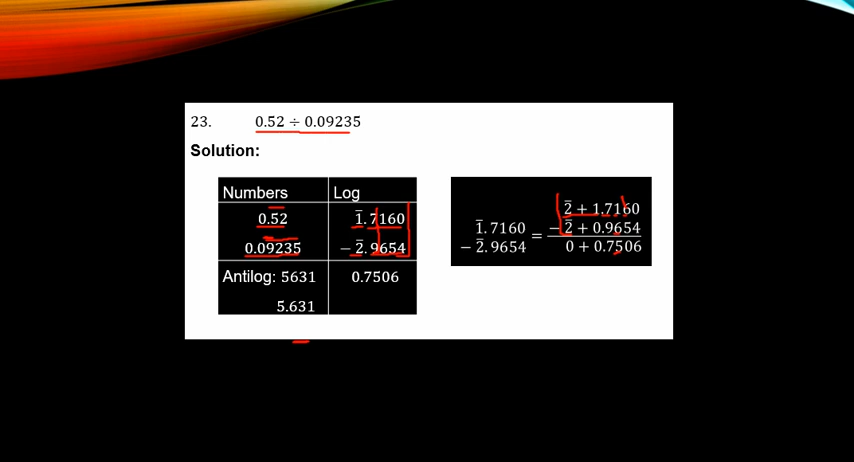 23. 0.52 ÷ 0.09235
Solution:
Numbers Log
0.52 1̅.7160
0.09235 − 2̅.9654
Antilog: 5631 0.7506
5.631
1̅.7160
− 2̅.9654
=
2̅ + 1.7160
− 2̅ + 0.9654
0 + 0.7506